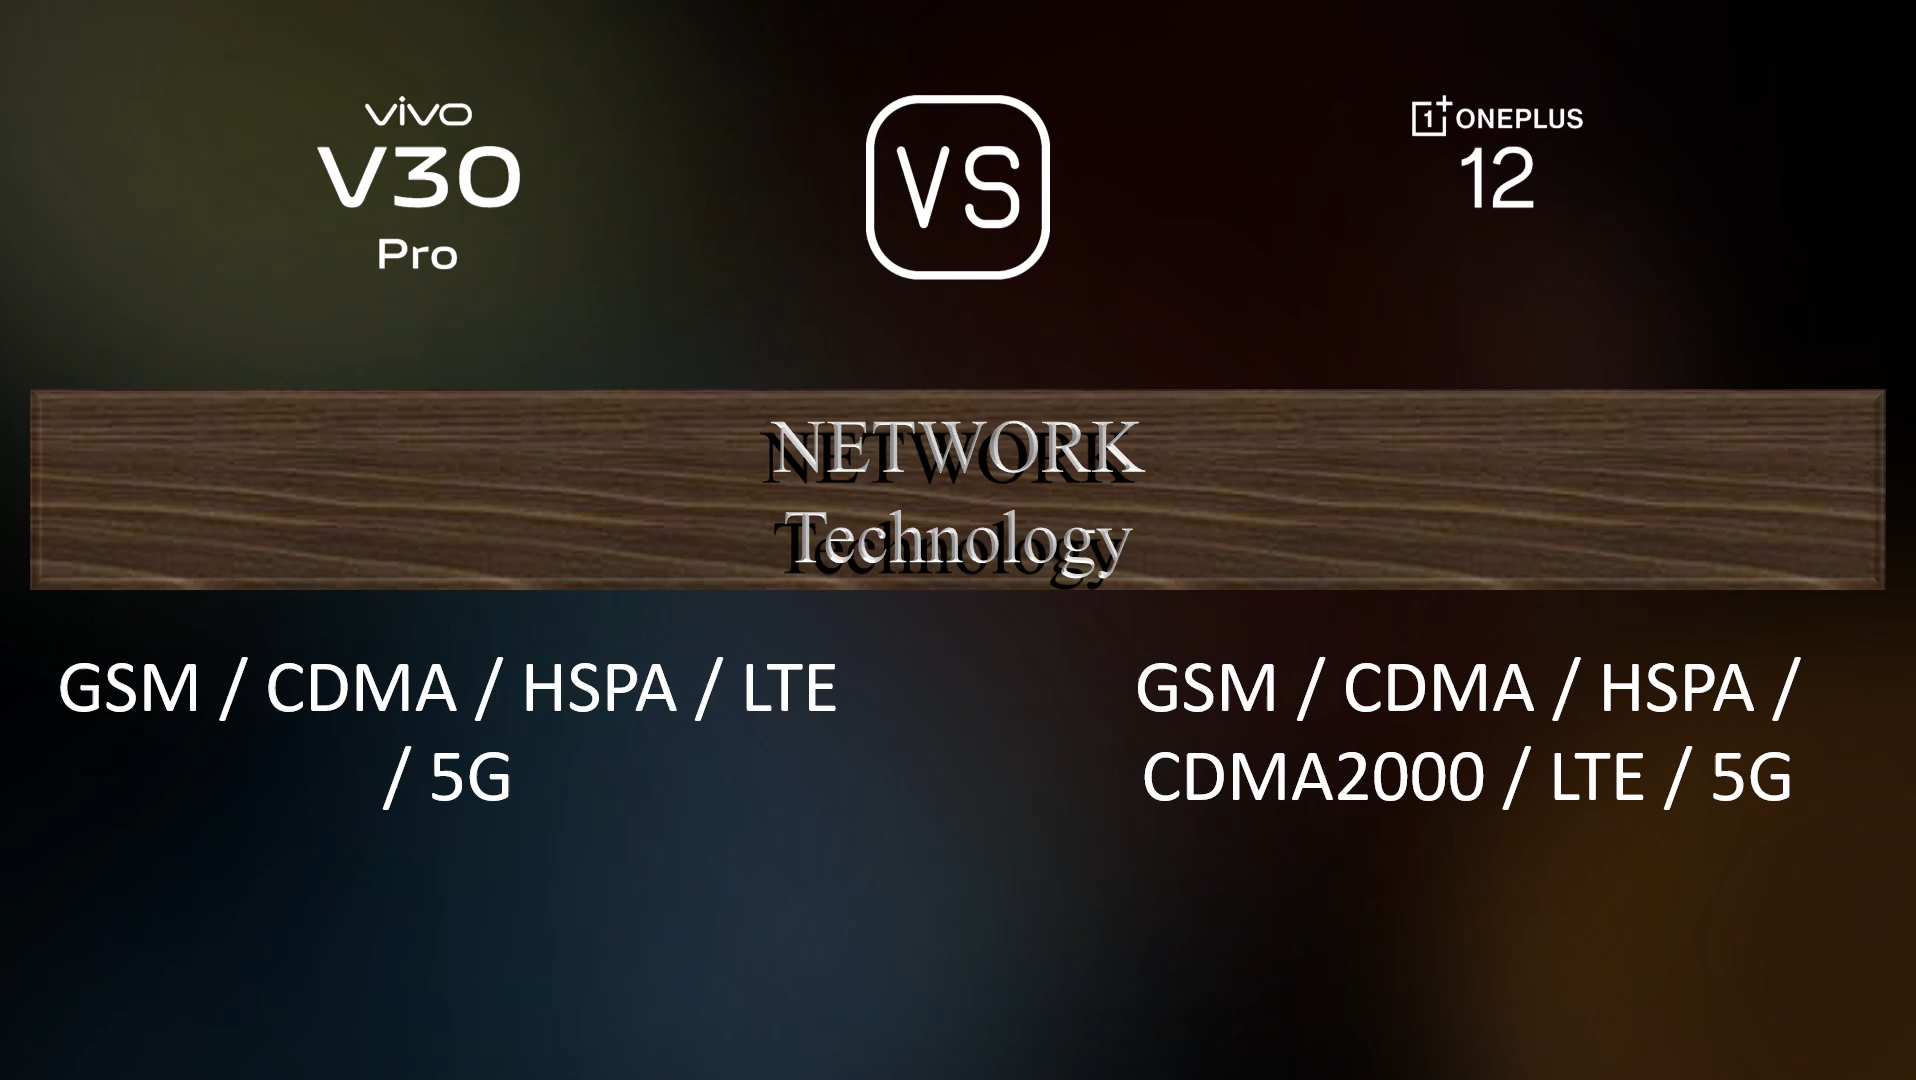 vivo
V30
Pro
VS
1+ ONEPLUS
12
NETWORK
Technology
GSM / CDMA / HSPA / LTE
/ 5G
GSM / CDMA / HSPA /
CDMA2000 / LTE / 5G